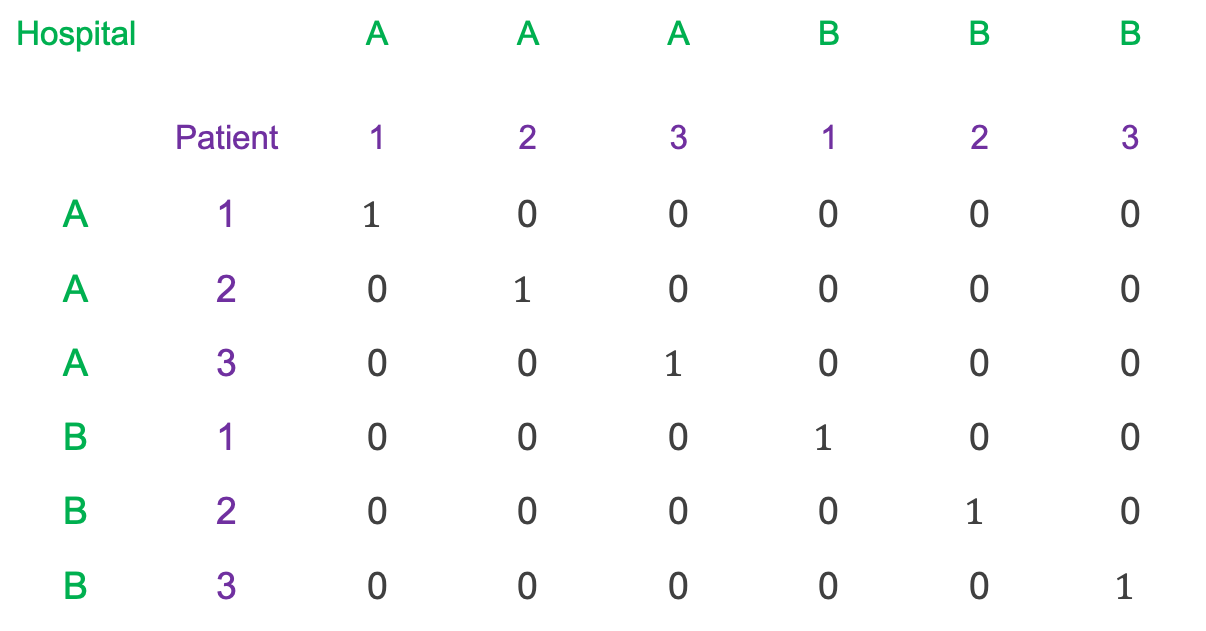 Hospital A A A B B B
Patient 1 2 3 1 2 3
A 1 1 0 0 0 0 0
A 2 0 1 0 0 0 0
A 3 0 0 1 0 0 0
B 1 0 0 0 1 0 0
B 2 0 0 0 0 1 0
B 3 0 0 0 0 0 1